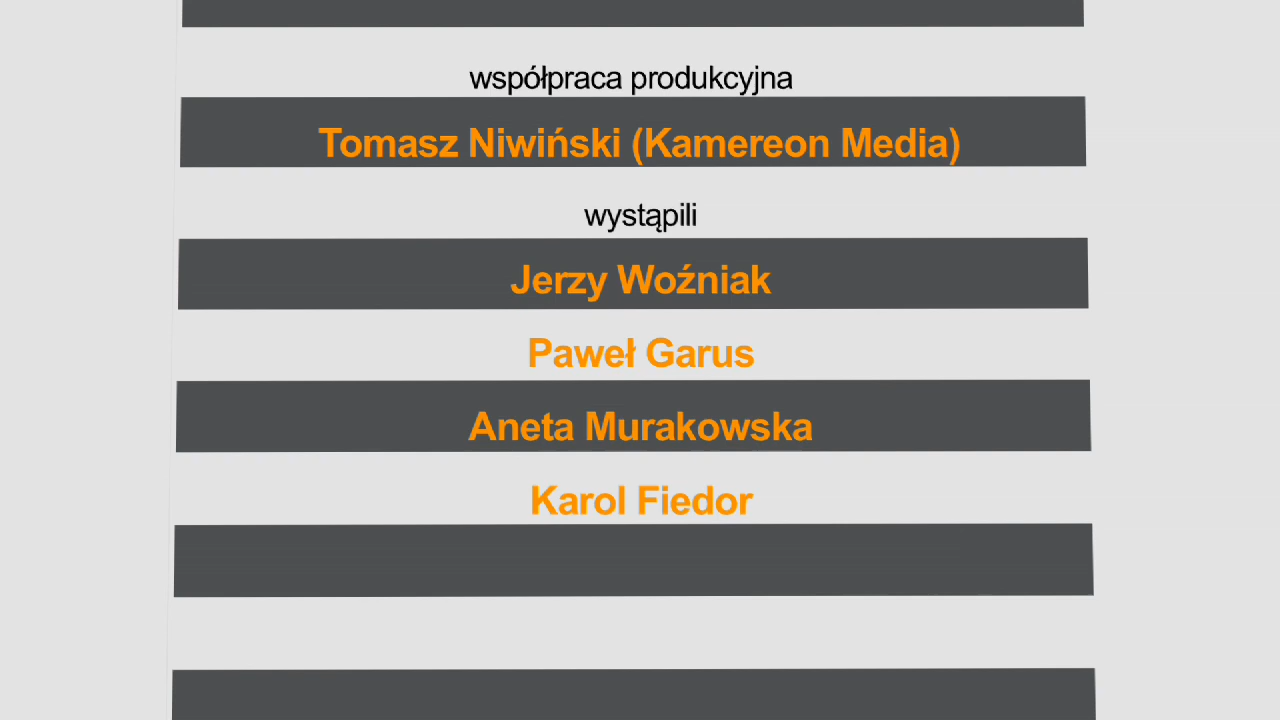 współpraca produkcyjna
Tomasz Niwiński (Kamereon Media)
wystąpili
Jerzy Woźniak
Paweł Garus
Aneta Murakowska
Karol Fiedor